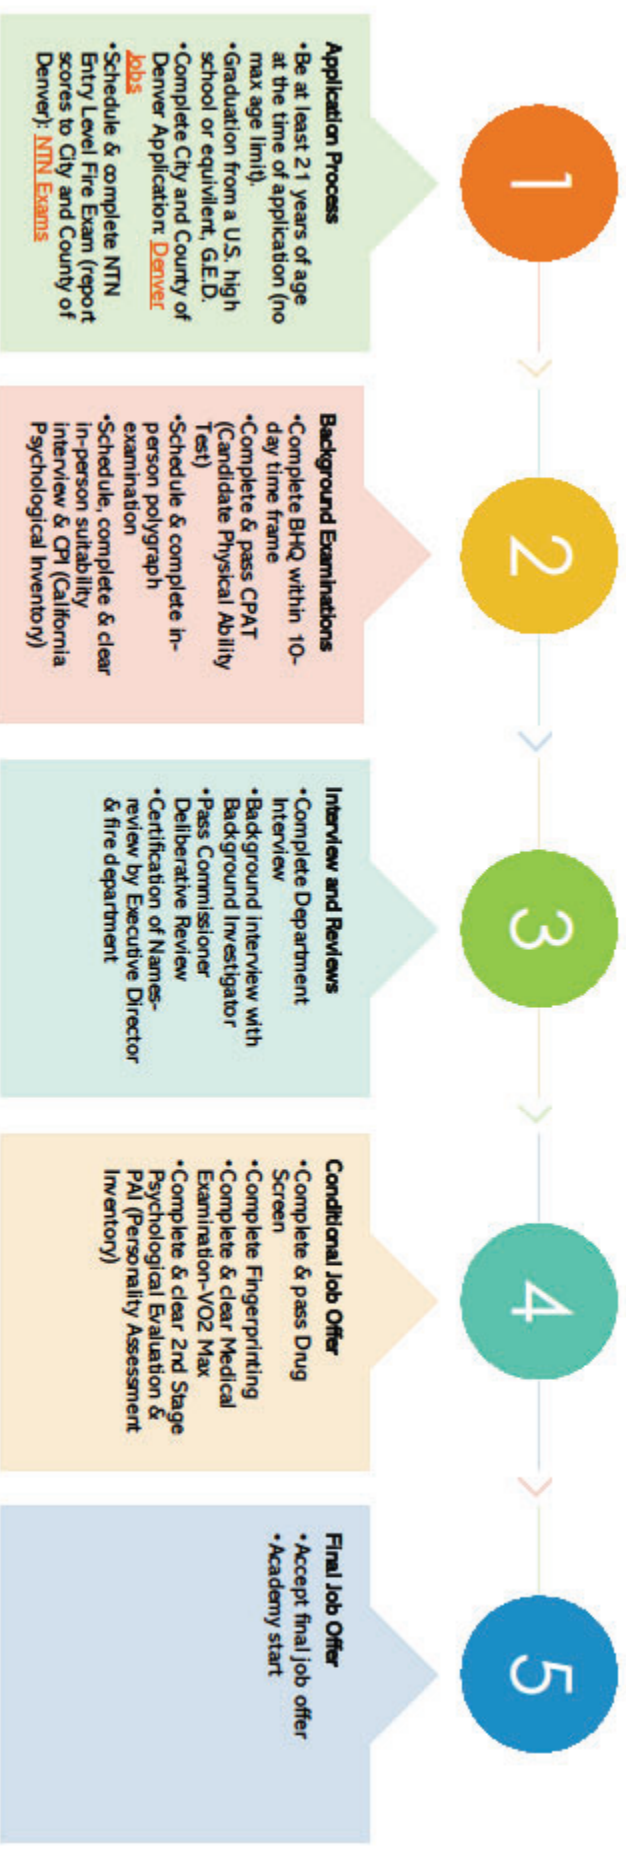 1
Application Process
•Be at least 21 years of age
at the time of application (no
max age limit).
•Graduation from a U.S. high
school or equivilent, G.E.D.
•Complete City and County of
Denver Application: Denver
Jobs
•Schedule & complete NTN
Entry Level Fire Exam (report
scores to City and County of
Denver): NTN Exams
2
Background Examinations
•Complete BHQ within 10-
day time frame
•Complete & pass CPAT
(Candidate Physical Ability
Test)
•Schedule & complete in-
person polygraph
examination
•Schedule, complete & clear
in-person suitability
interview & CPI (California
Psychological Inventory)
3
Interview and Reviews
•Complete Department
Interview
•Background interview with
Background Investigator
•Pass Commissioner
Deliberative Review
•Certification of Names-
review by Executive Director
& fire department
4
Conditional Job Offer
•Complete & pass Drug
Screen
•Complete Fingerprinting
•Complete & clear Medical
Examination-VO2 Max
•Complete & clear 2nd Stage
Psychological Evaluation &
PAI (Personality Assessment
Inventory)
5
Final Job Offer
•Accept final job offer
•Academy start